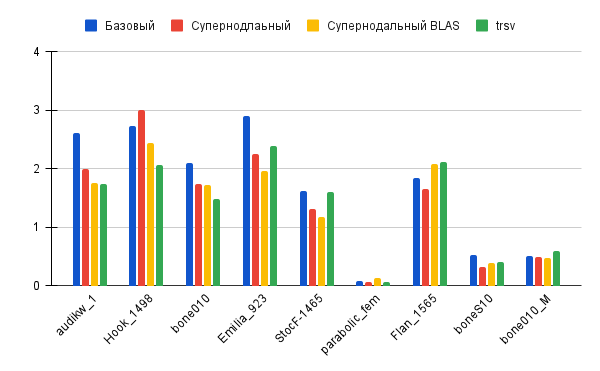 Базовый Супернодлаьный Супернодальный BLAS trsv
4
3
2
1
0
audikw_1
Hook_1498
bone010
Emilia_923
StocF-1465
parabolic_fem
Flan_1565
boneS10
bone010_M